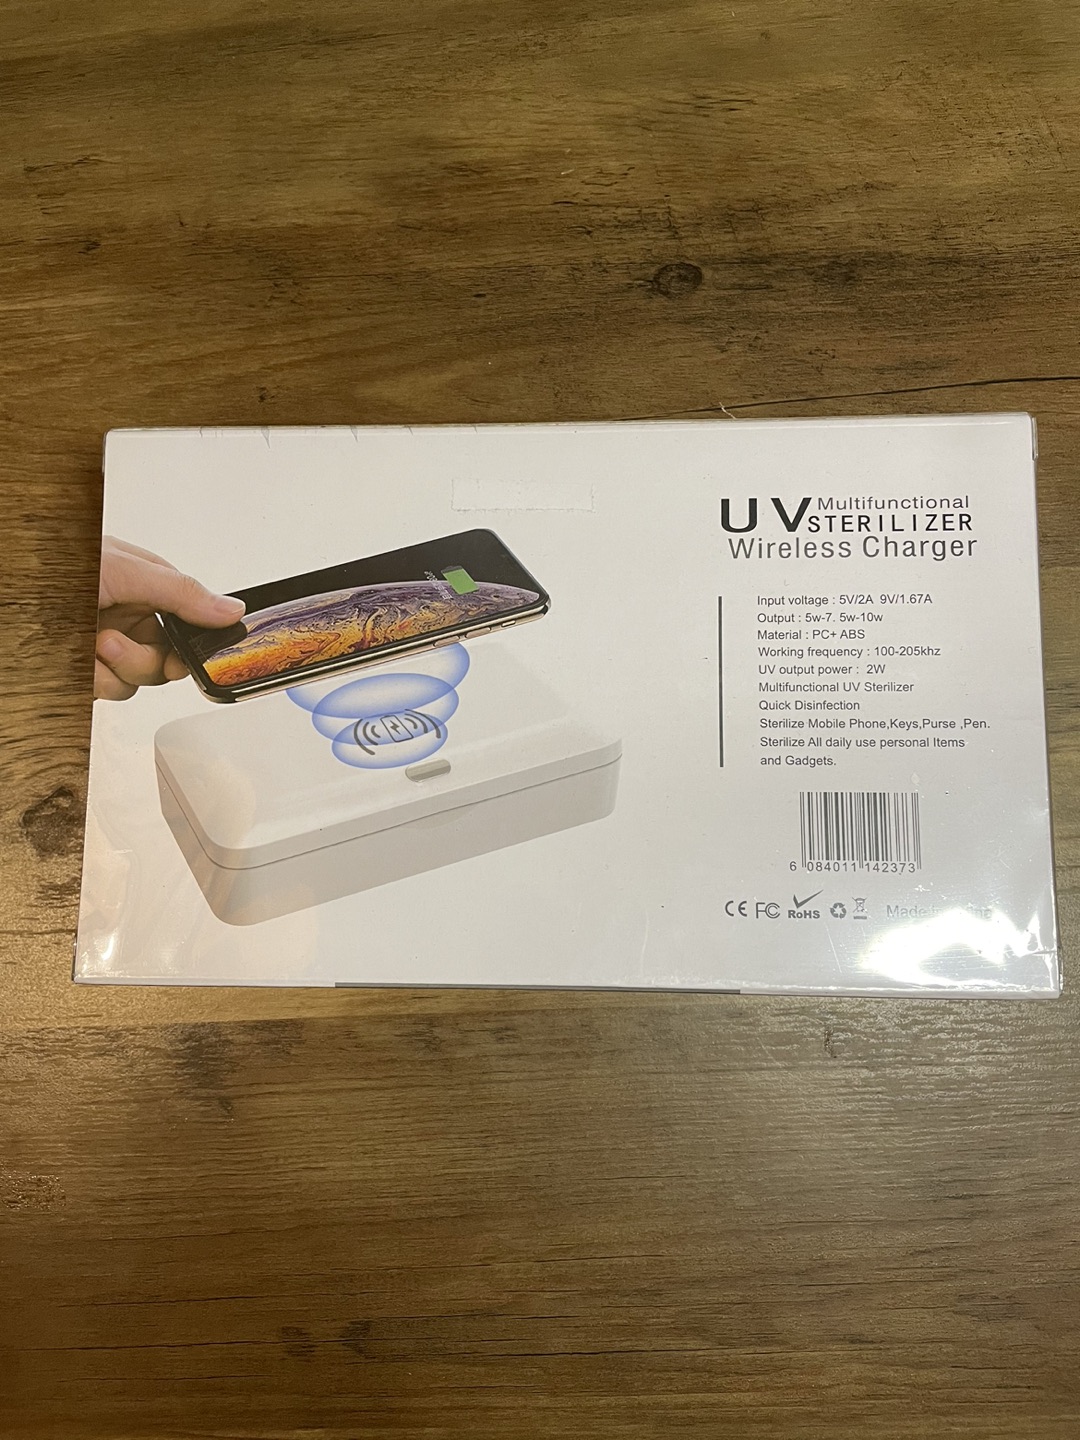 UV Multifunctional
STERILIZER
Wireless Charger
Input voltage : 5V/2A 9V/1.67A
Output : 5w-7. 5w-10w
Material : PC+ ABS
Working frequency : 100-205khz
UV output power : 2W
Multifunctional UV Sterilizer
Quick Disinfection
Sterilize Mobile Phone,Keys,Purse ,Pen.
Sterilize All daily use personal Items
and Gadgets.
6 084011 142373
CE FC RoHS Made